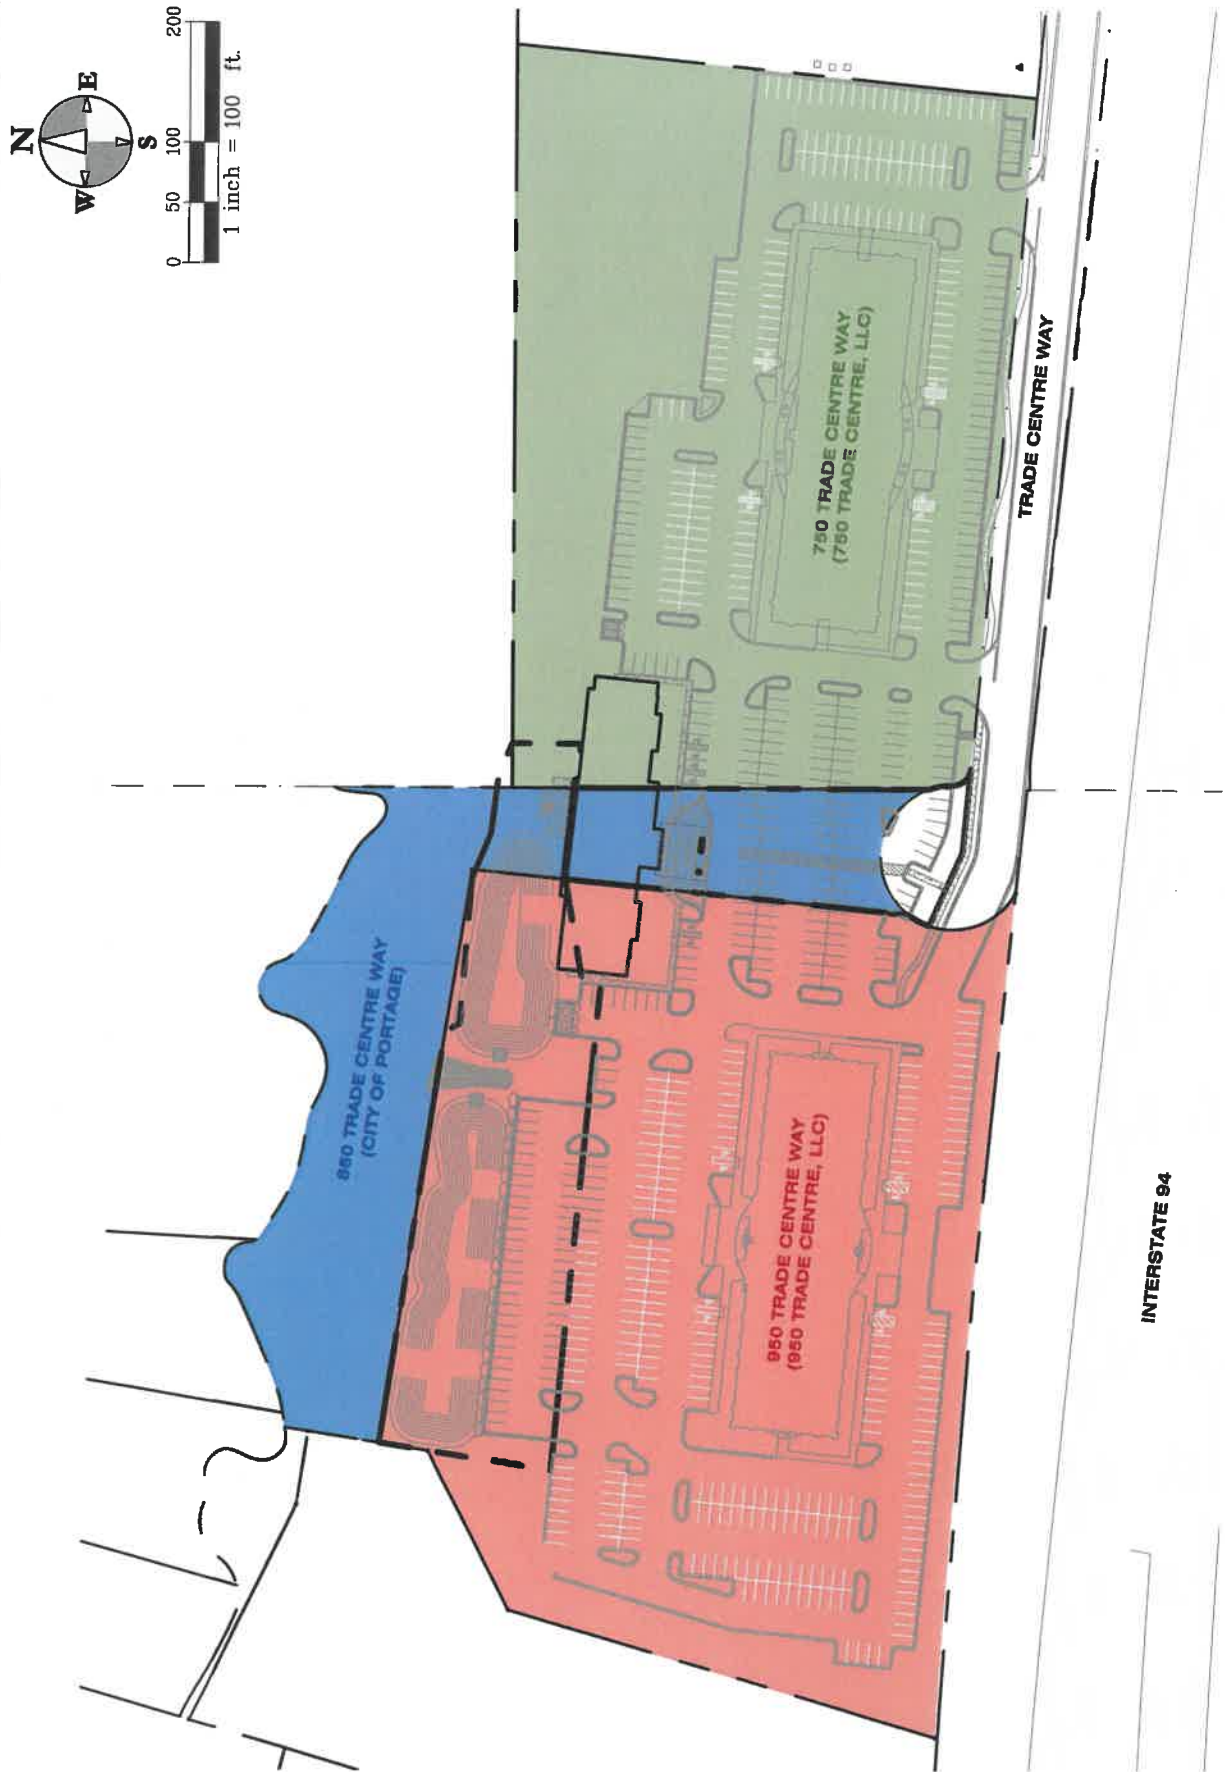 N
W
E
S
0
50
100
200
1 inch = 100 ft.
850 TRADE CENTRE WAY
(CITY OF PORTAGE)
750 TRADE CENTRE WAY
(750 TRADE CENTRE, LLC)
950 TRADE CENTRE WAY
(950 TRADE CENTRE, LLC)
TRADE CENTRE WAY
INTERSTATE 94